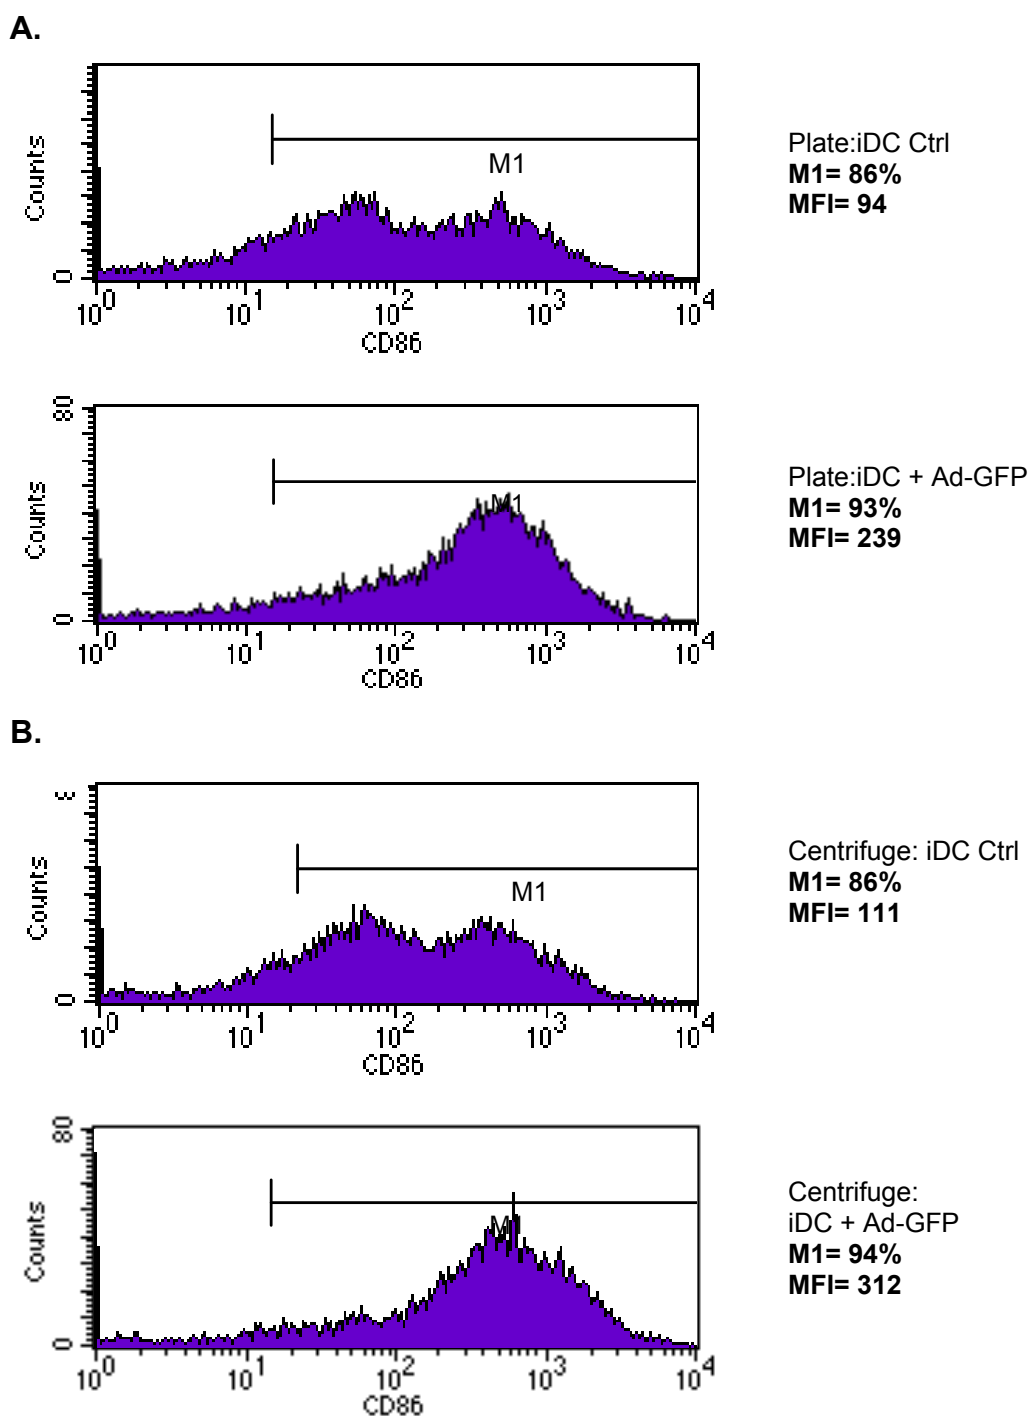 A.
Counts
0
M1
10^0 10^1 10^2 10^3 10^4
CD86
Plate:iDC Ctrl
M1= 86%
MFI= 94
80
Counts
0
M1
10^0 10^1 10^2 10^3 10^4
CD86
Plate:iDC + Ad-GFP
M1= 93%
MFI= 239
B.
Counts
0
M1
10^0 10^1 10^2 10^3 10^4
CD86
Centrifuge: iDC Ctrl
M1= 86%
MFI= 111
80
Counts
0
10^0 10^1 10^2 10^3 10^4
CD86
Centrifuge:
iDC + Ad-GFP
M1= 94%
MFI= 312